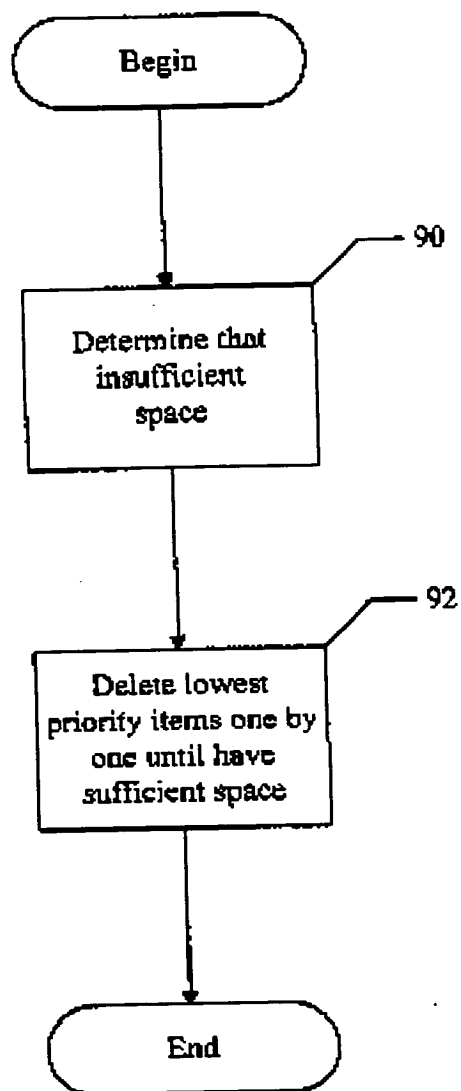 Begin
90
Determine that
insufficient
space
92
Delete lowest
priority items one by
one until have
sufficient space
End